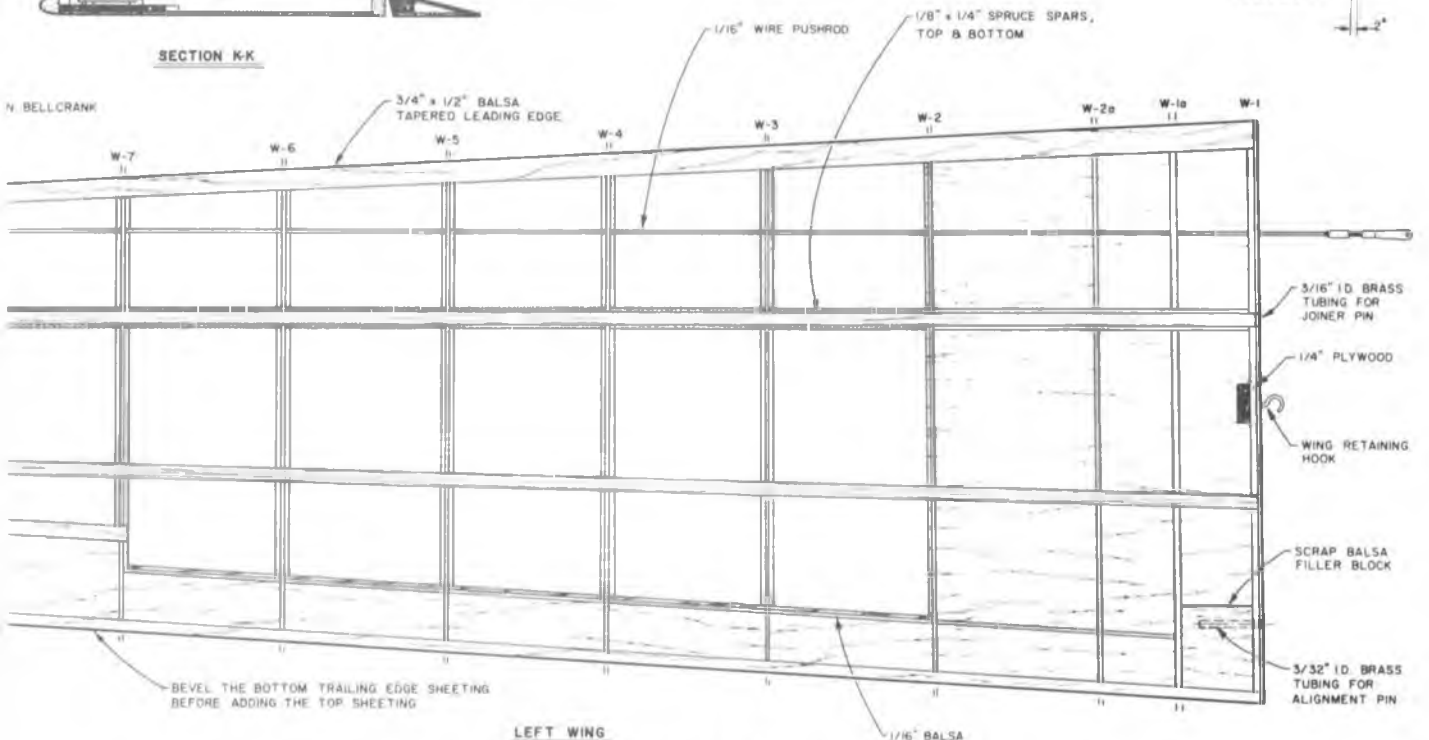 SECTION K-K
1/16" WIRE PUSHROD
1/8" x 1/4" SPRUCE SPARS,
TOP & BOTTOM
2°
N BELLCRANK
3/4" x 1/2" BALSA
TAPERED LEADING EDGE
W-7
W-6
W-5
W-4
W-3
W-2
W-2a
W-1a
W-1
3/16" I.D. BRASS
TUBING FOR
JOINER PIN
1/4" PLYWOOD
WING RETAINING
HOOK
SCRAP BALSA
FILLER BLOCK
3/32" I.D. BRASS
TUBING FOR
ALIGNMENT PIN
BEVEL THE BOTTOM TRAILING EDGE SHEETING
BEFORE ADDING THE TOP SHEETING
LEFT WING
1/16" BALSA